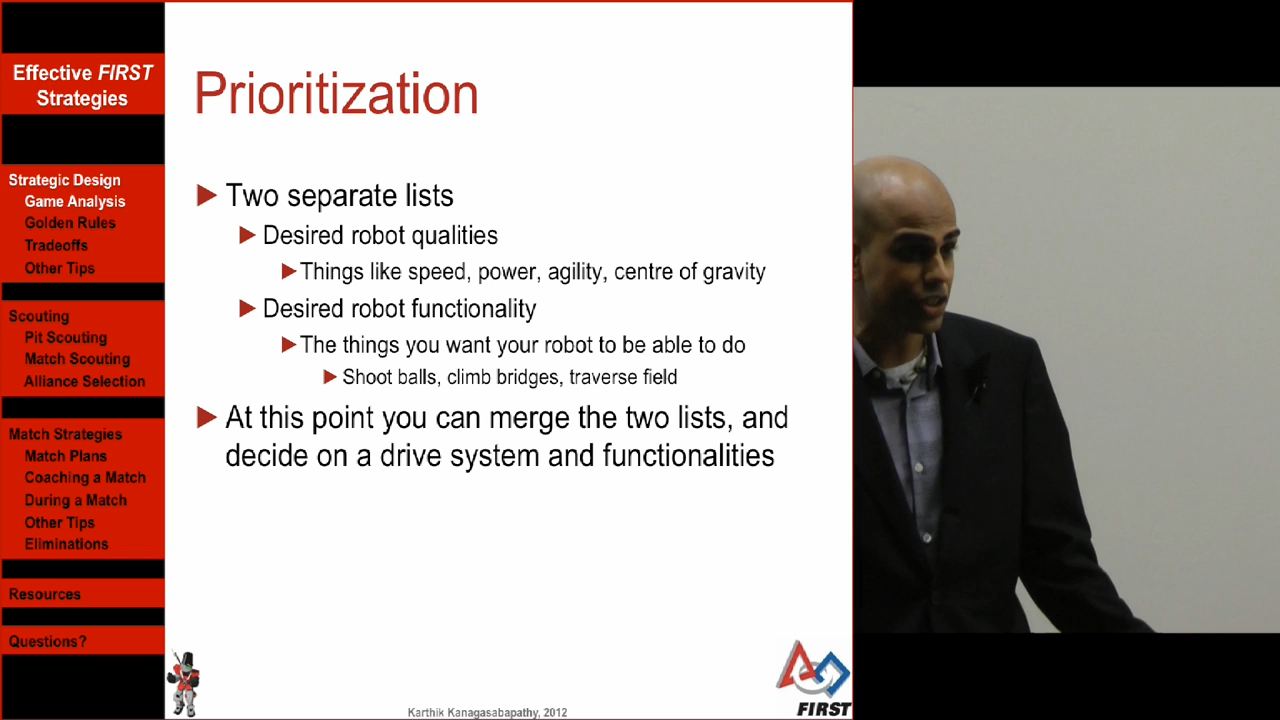 Effective FIRST
Strategies
Strategic Design
Game Analysis
Golden Rules
Tradeoffs
Other Tips
Scouting
Pit Scouting
Match Scouting
Alliance Selection
Match Strategies
Match Plans
Coaching a Match
During a Match
Other Tips
Eliminations
Resources
Questions?
Prioritization
Two separate lists
Desired robot qualities
Things like speed, power, agility, centre of gravity
Desired robot functionality
The things you want your robot to be able to do
Shoot balls, climb bridges, traverse field
At this point you can merge the two lists, and
decide on a drive system and functionalities
Karthik Kanagasabapathy, 2012
FIRST